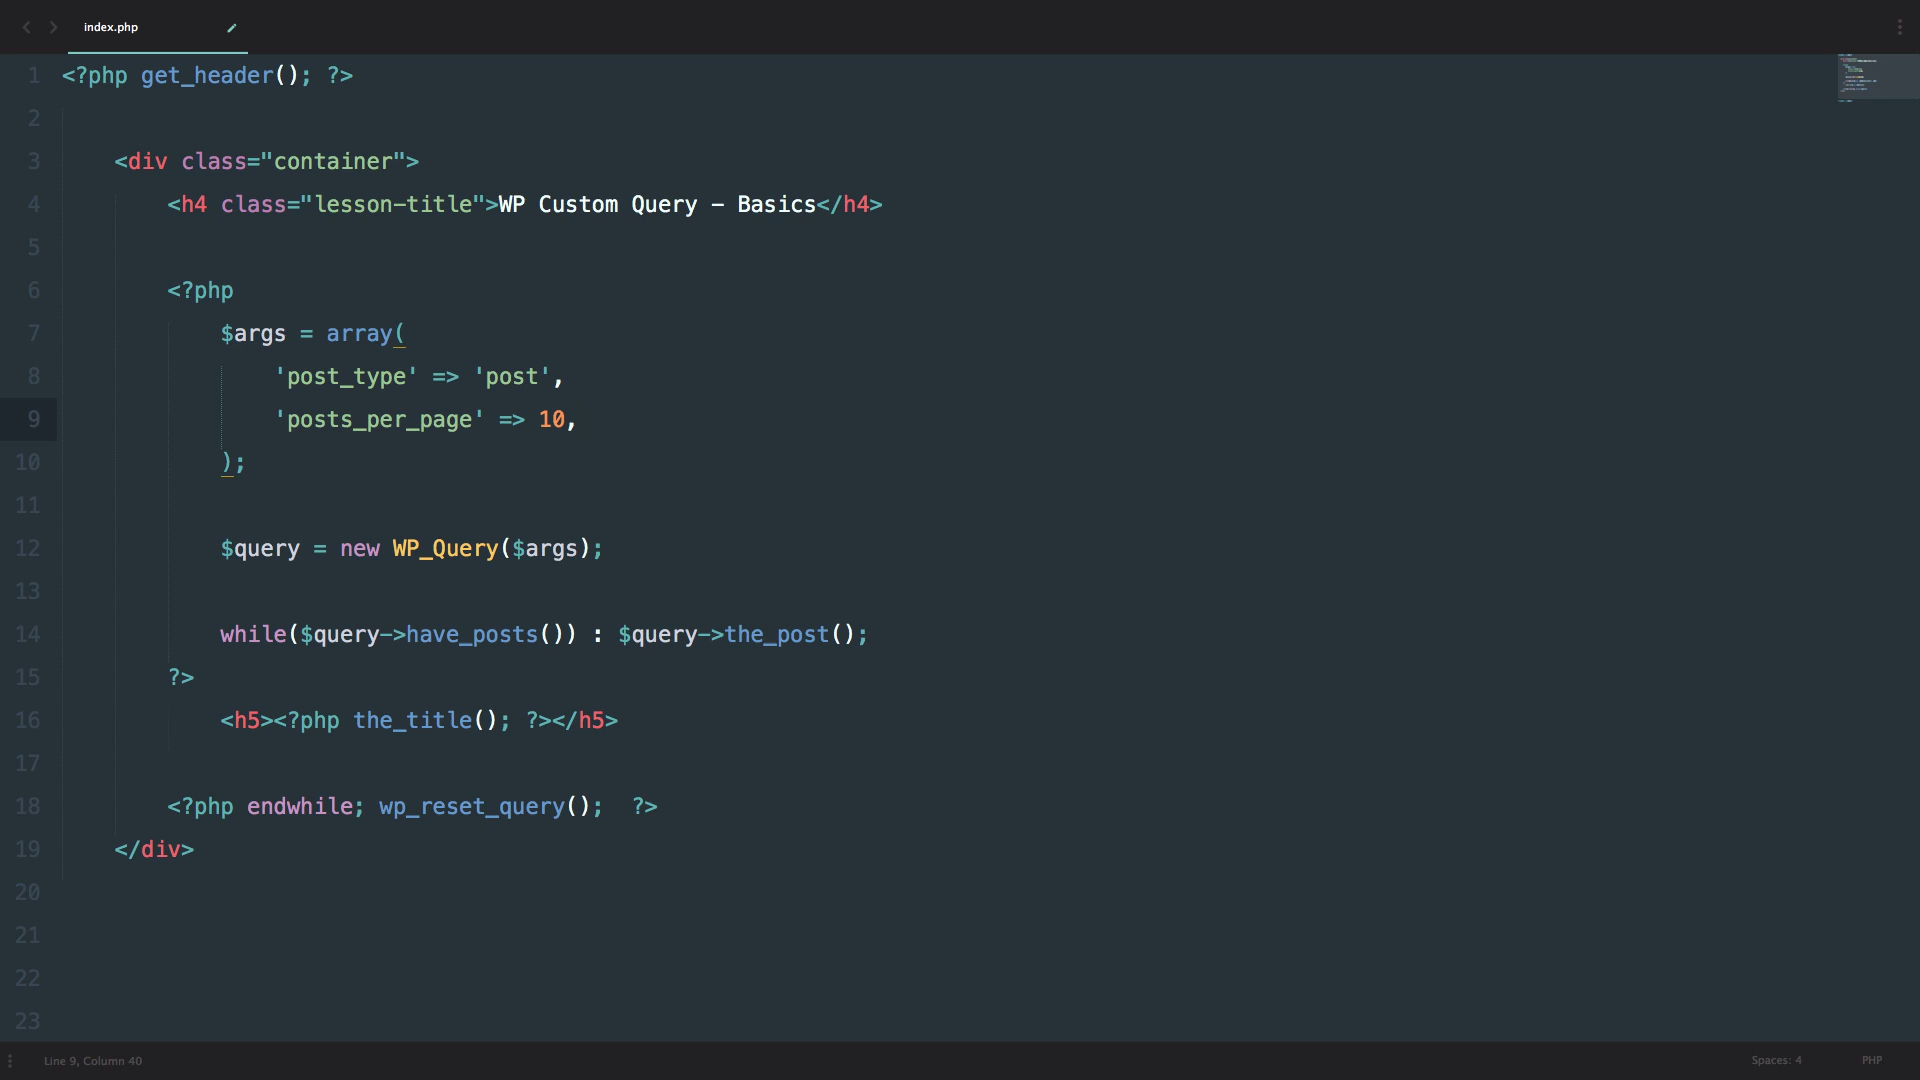 index.php
1 <?php get_header(); ?>
2
3 <div class="container">
4 <h4 class="lesson-title">WP Custom Query - Basics</h4>
5
6 <?php
7 $args = array(
8 'post_type' => 'post',
9 'posts_per_page' => 10,
10 );
11
12 $query = new WP_Query($args);
13
14 while($query->have_posts()) : $query->the_post();
15 ?>
16 <h5><?php the_title(); ?></h5>
17
18 <?php endwhile; wp_reset_query();  ?>
19 </div>
20
21
22
23
Line 9, Column 40 Spaces: 4 PHP